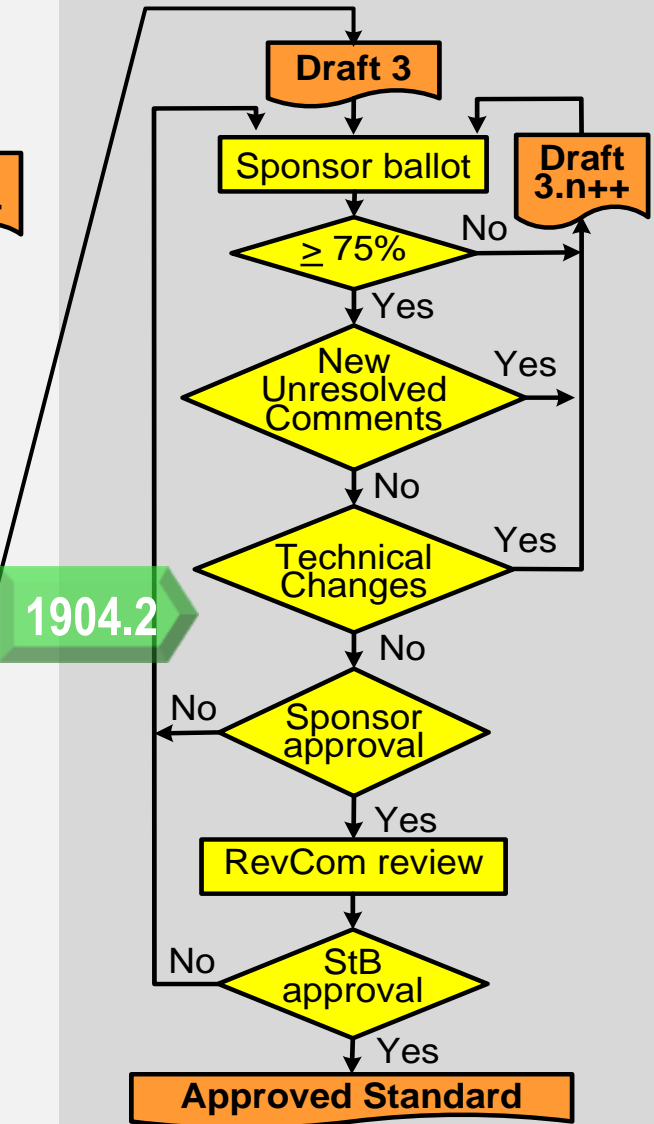 Draft 3
Sponsor ballot
Draft
3.n++
≥ 75%
No
Yes
New
Unresolved
Comments
Yes
No
Technical
Changes
Yes
1904.2
No
Sponsor
approval
No
Yes
RevCom review
StB
approval
No
Yes
Approved Standard